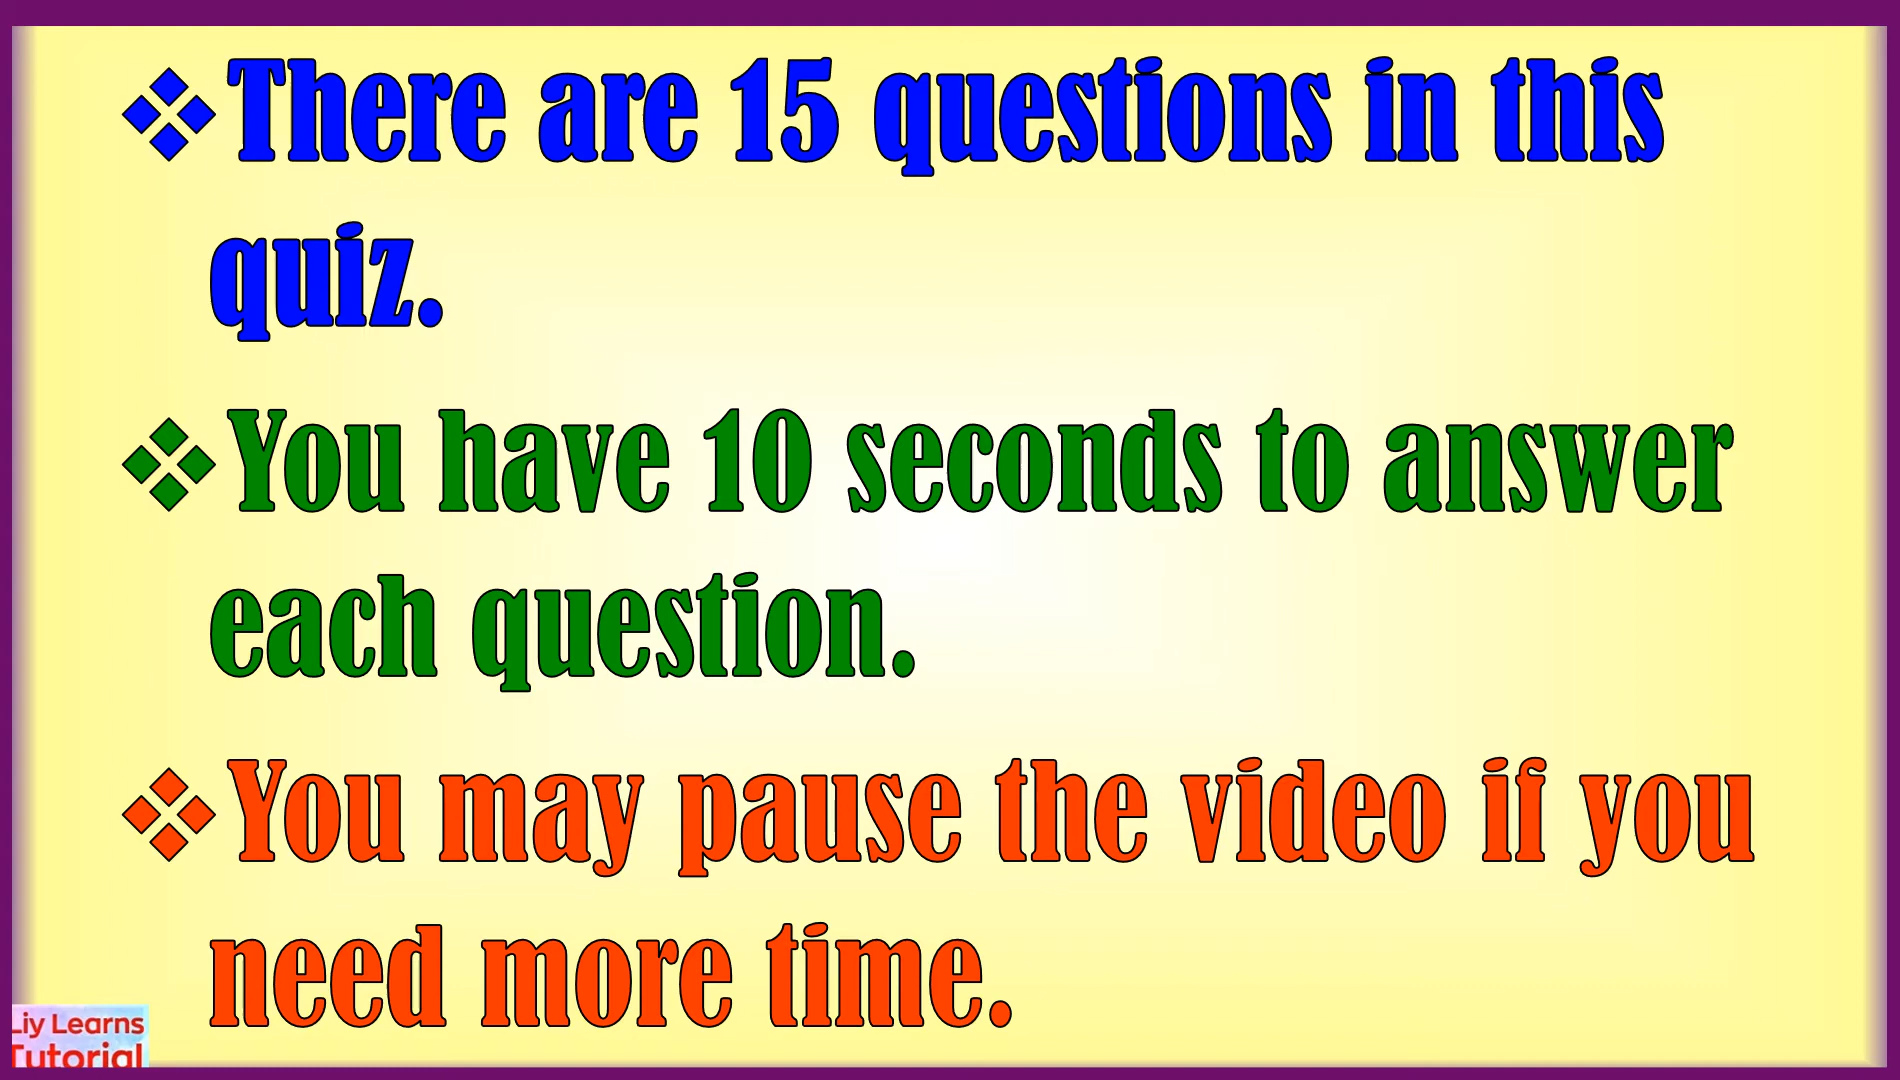 ❖There are 15 questions in this
quiz.
❖You have 10 seconds to answer
each question.
❖You may pause the video if you
need more time.
Liy Learns
Tutorial